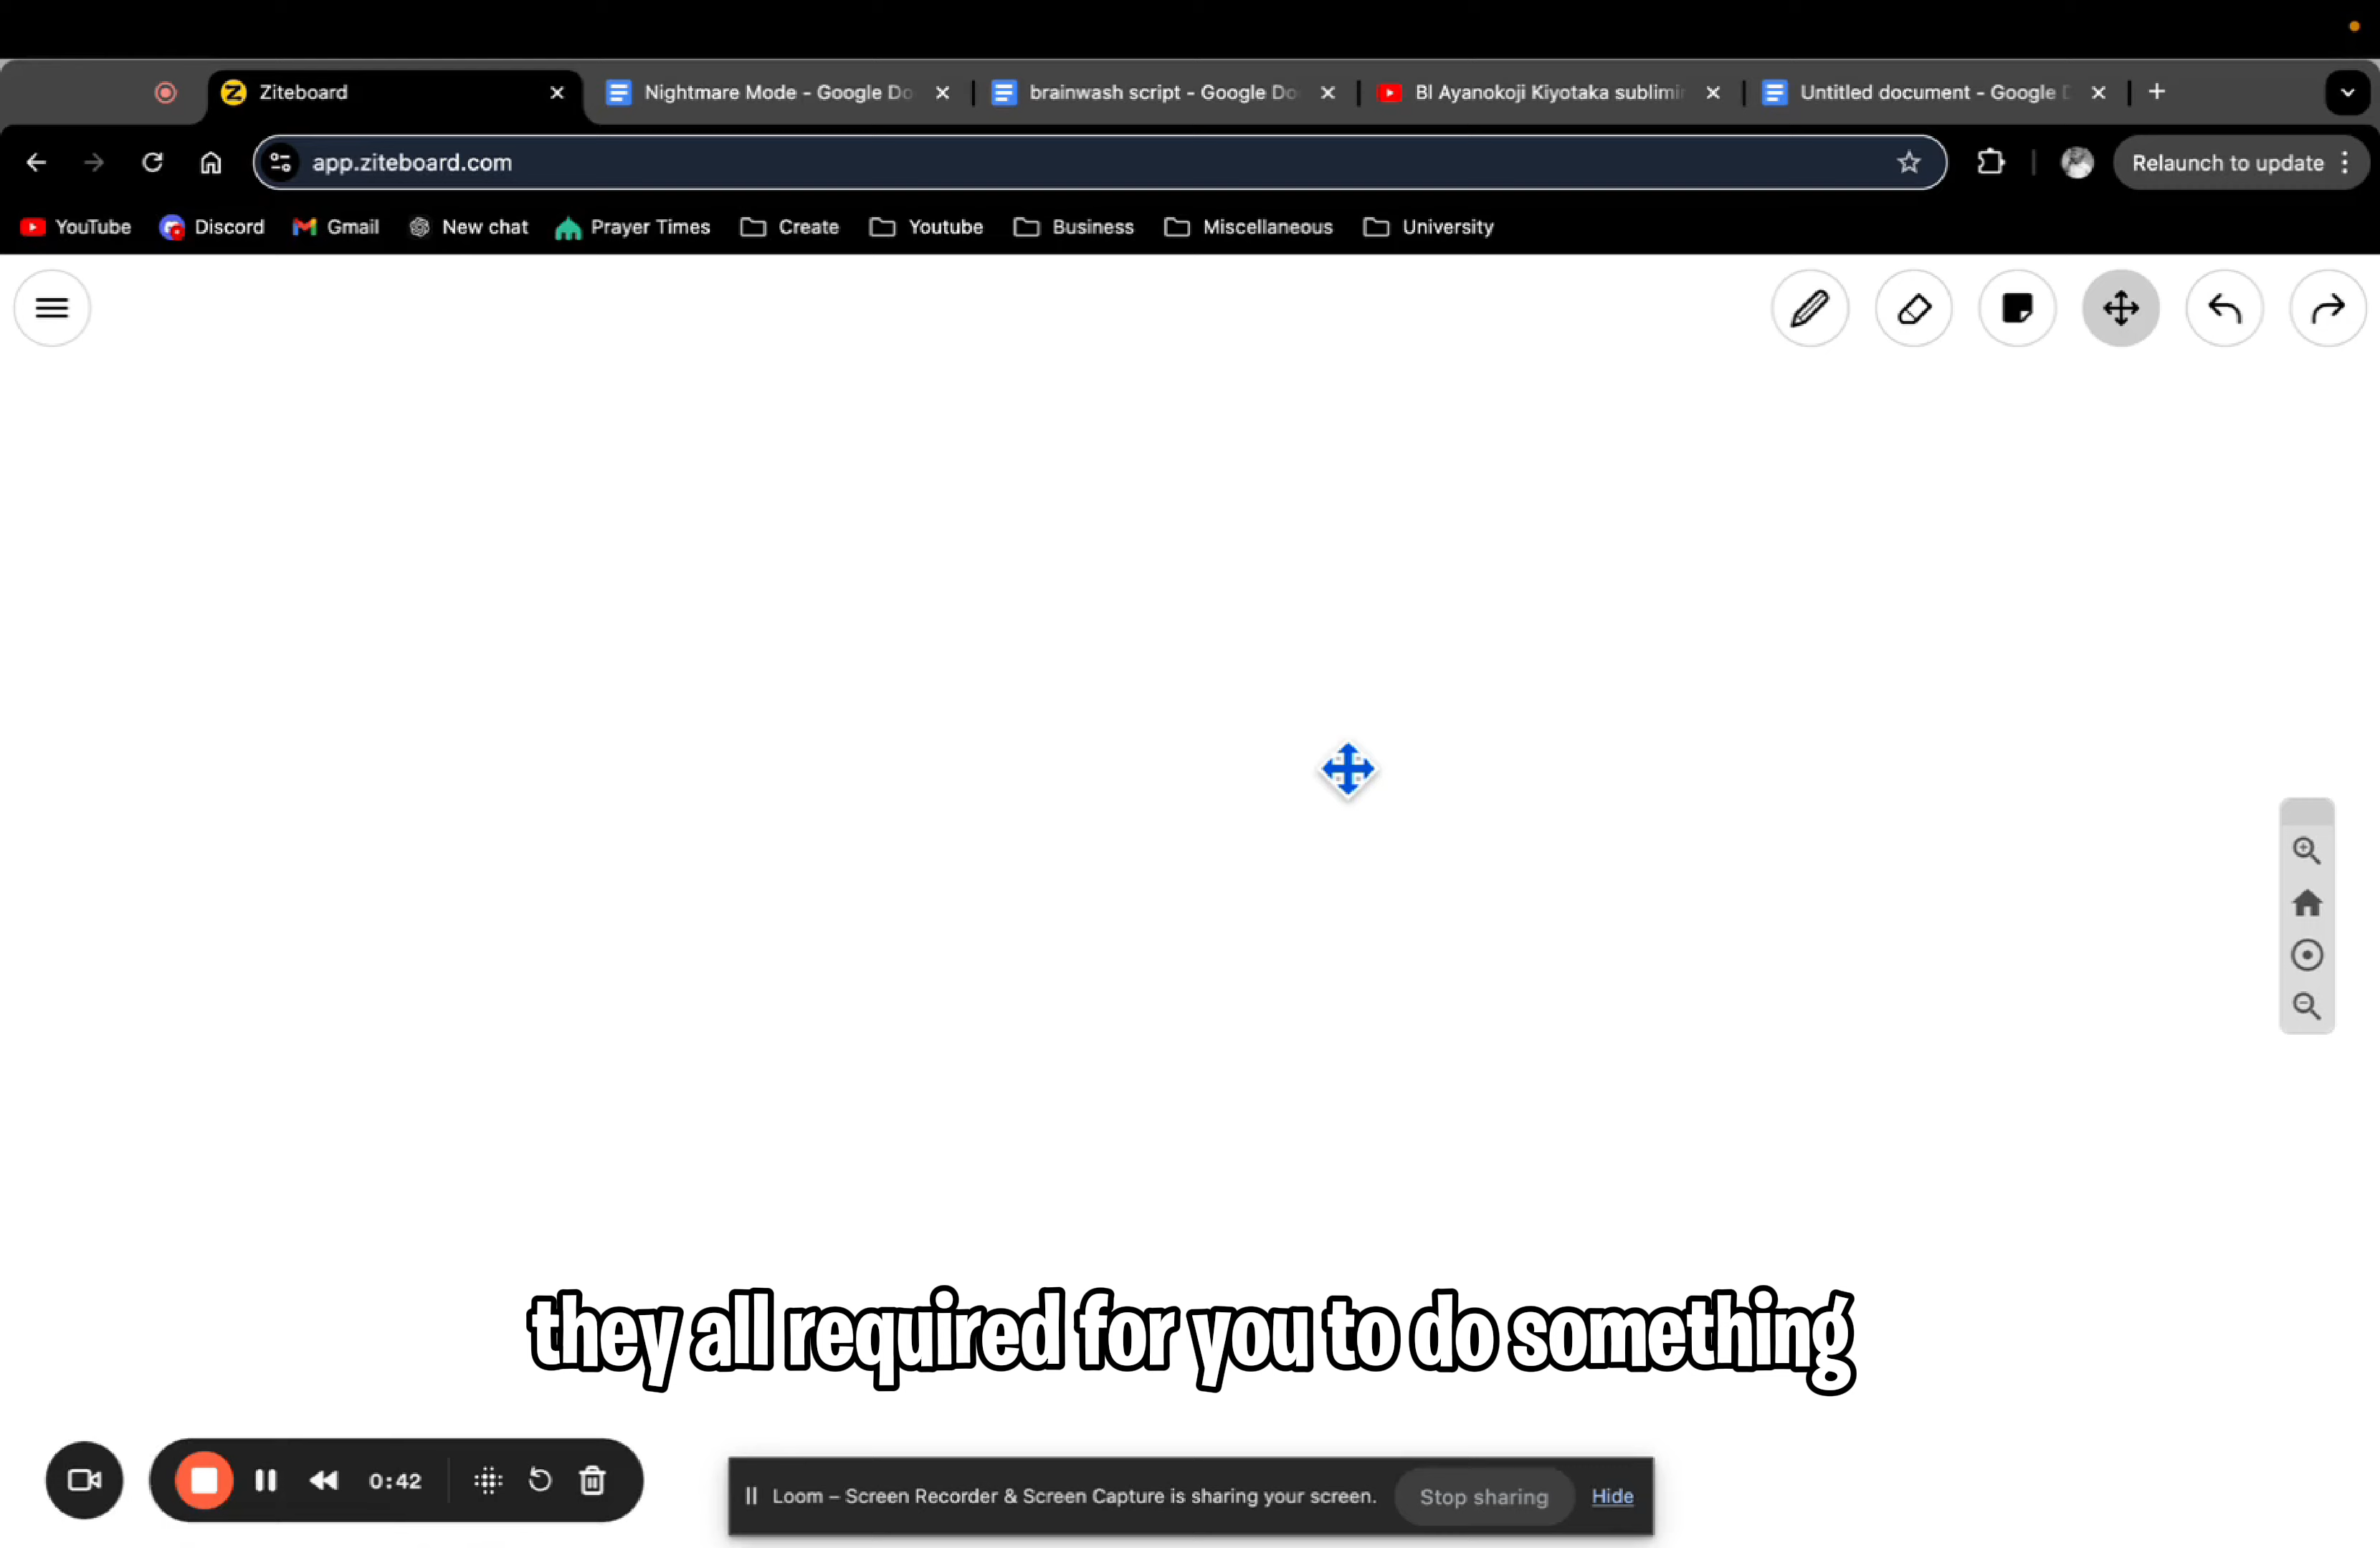 Ziteboard
Nightmare Mode - Google Do
brainwash script - Google Do
BI Ayanokoji Kiyotaka sublimi
Untitled document - Google D
app.ziteboard.com
Relaunch to update
YouTube
Discord
Gmail
New chat
Prayer Times
Create
Youtube
Business
Miscellaneous
University
they all required for you to do something
0:42
Loom – Screen Recorder & Screen Capture is sharing your screen.
Stop sharing
Hide